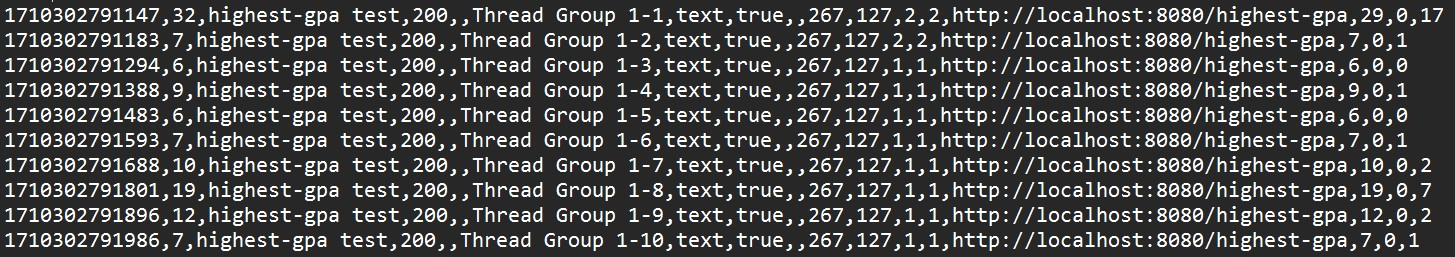 1710302791147,32,highest-gpa test,200,,Thread Group 1-1,text,true,,267,127,2,2,http://localhost:8080/highest-gpa,29,0,17
1710302791183,7,highest-gpa test,200,,Thread Group 1-2,text,true,,267,127,2,2,http://localhost:8080/highest-gpa,7,0,1
1710302791294,6,highest-gpa test,200,,Thread Group 1-3,text,true,,267,127,1,1,http://localhost:8080/highest-gpa,6,0,0
1710302791388,9,highest-gpa test,200,,Thread Group 1-4,text,true,,267,127,1,1,http://localhost:8080/highest-gpa,9,0,1
1710302791483,6,highest-gpa test,200,,Thread Group 1-5,text,true,,267,127,1,1,http://localhost:8080/highest-gpa,6,0,0
1710302791593,7,highest-gpa test,200,,Thread Group 1-6,text,true,,267,127,1,1,http://localhost:8080/highest-gpa,7,0,1
1710302791688,10,highest-gpa test,200,,Thread Group 1-7,text,true,,267,127,1,1,http://localhost:8080/highest-gpa,10,0,2
1710302791801,19,highest-gpa test,200,,Thread Group 1-8,text,true,,267,127,1,1,http://localhost:8080/highest-gpa,19,0,7
1710302791896,12,highest-gpa test,200,,Thread Group 1-9,text,true,,267,127,1,1,http://localhost:8080/highest-gpa,12,0,2
1710302791986,7,highest-gpa test,200,,Thread Group 1-10,text,true,,267,127,1,1,http://localhost:8080/highest-gpa,7,0,1